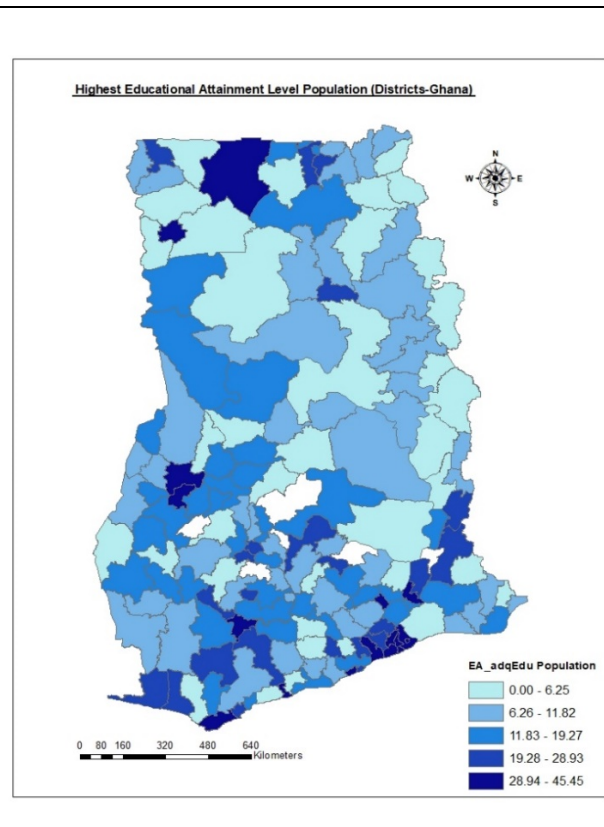 Highest Educational Attainment Level Population (Districts-Ghana)
N
W E
S
EA_adqEdu Population
0.00 - 6.25
6.26 - 11.82
11.83 - 19.27
19.28 - 28.93
28.94 - 45.45
0 80 160 320 480 640
Kilometers